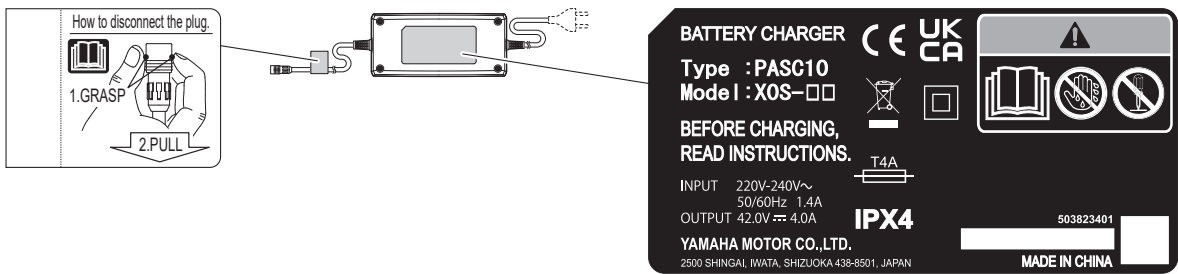 How to disconnect the plug.
1.GRASP
2.PULL
BATTERY CHARGER
CE
UK
CA
Type :PASC10
Model:X0S-□□
BEFORE CHARGING,
READ INSTRUCTIONS.
T4A
INPUT 220V-240V~
50/60Hz 1.4A
OUTPUT 42.0V⎓4.0A
IPX4
503823401
YAMAHA MOTOR CO.,LTD.
2500 SHINGAI, IWATA, SHIZUOKA 438-8501, JAPAN
MADE IN CHINA